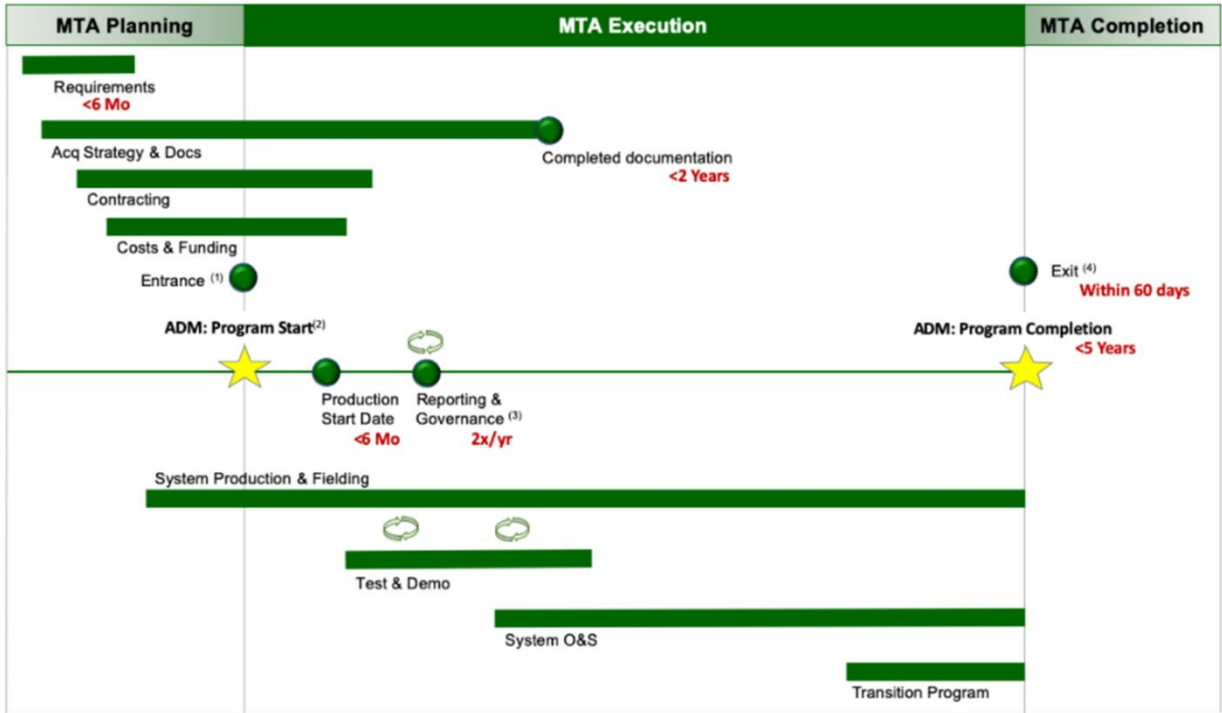 MTA Planning
MTA Execution
MTA Completion
Requirements
<6 Mo
Acq Strategy & Docs
Completed documentation
<2 Years
Contracting
Costs & Funding
Entrance (1)
Exit (4)
Within 60 days
ADM: Program Start(2)
ADM: Program Completion
<5 Years
Production
Start Date
<6 Mo
Reporting &
Governance (3)
2x/yr
System Production & Fielding
Test & Demo
System O&S
Transition Program